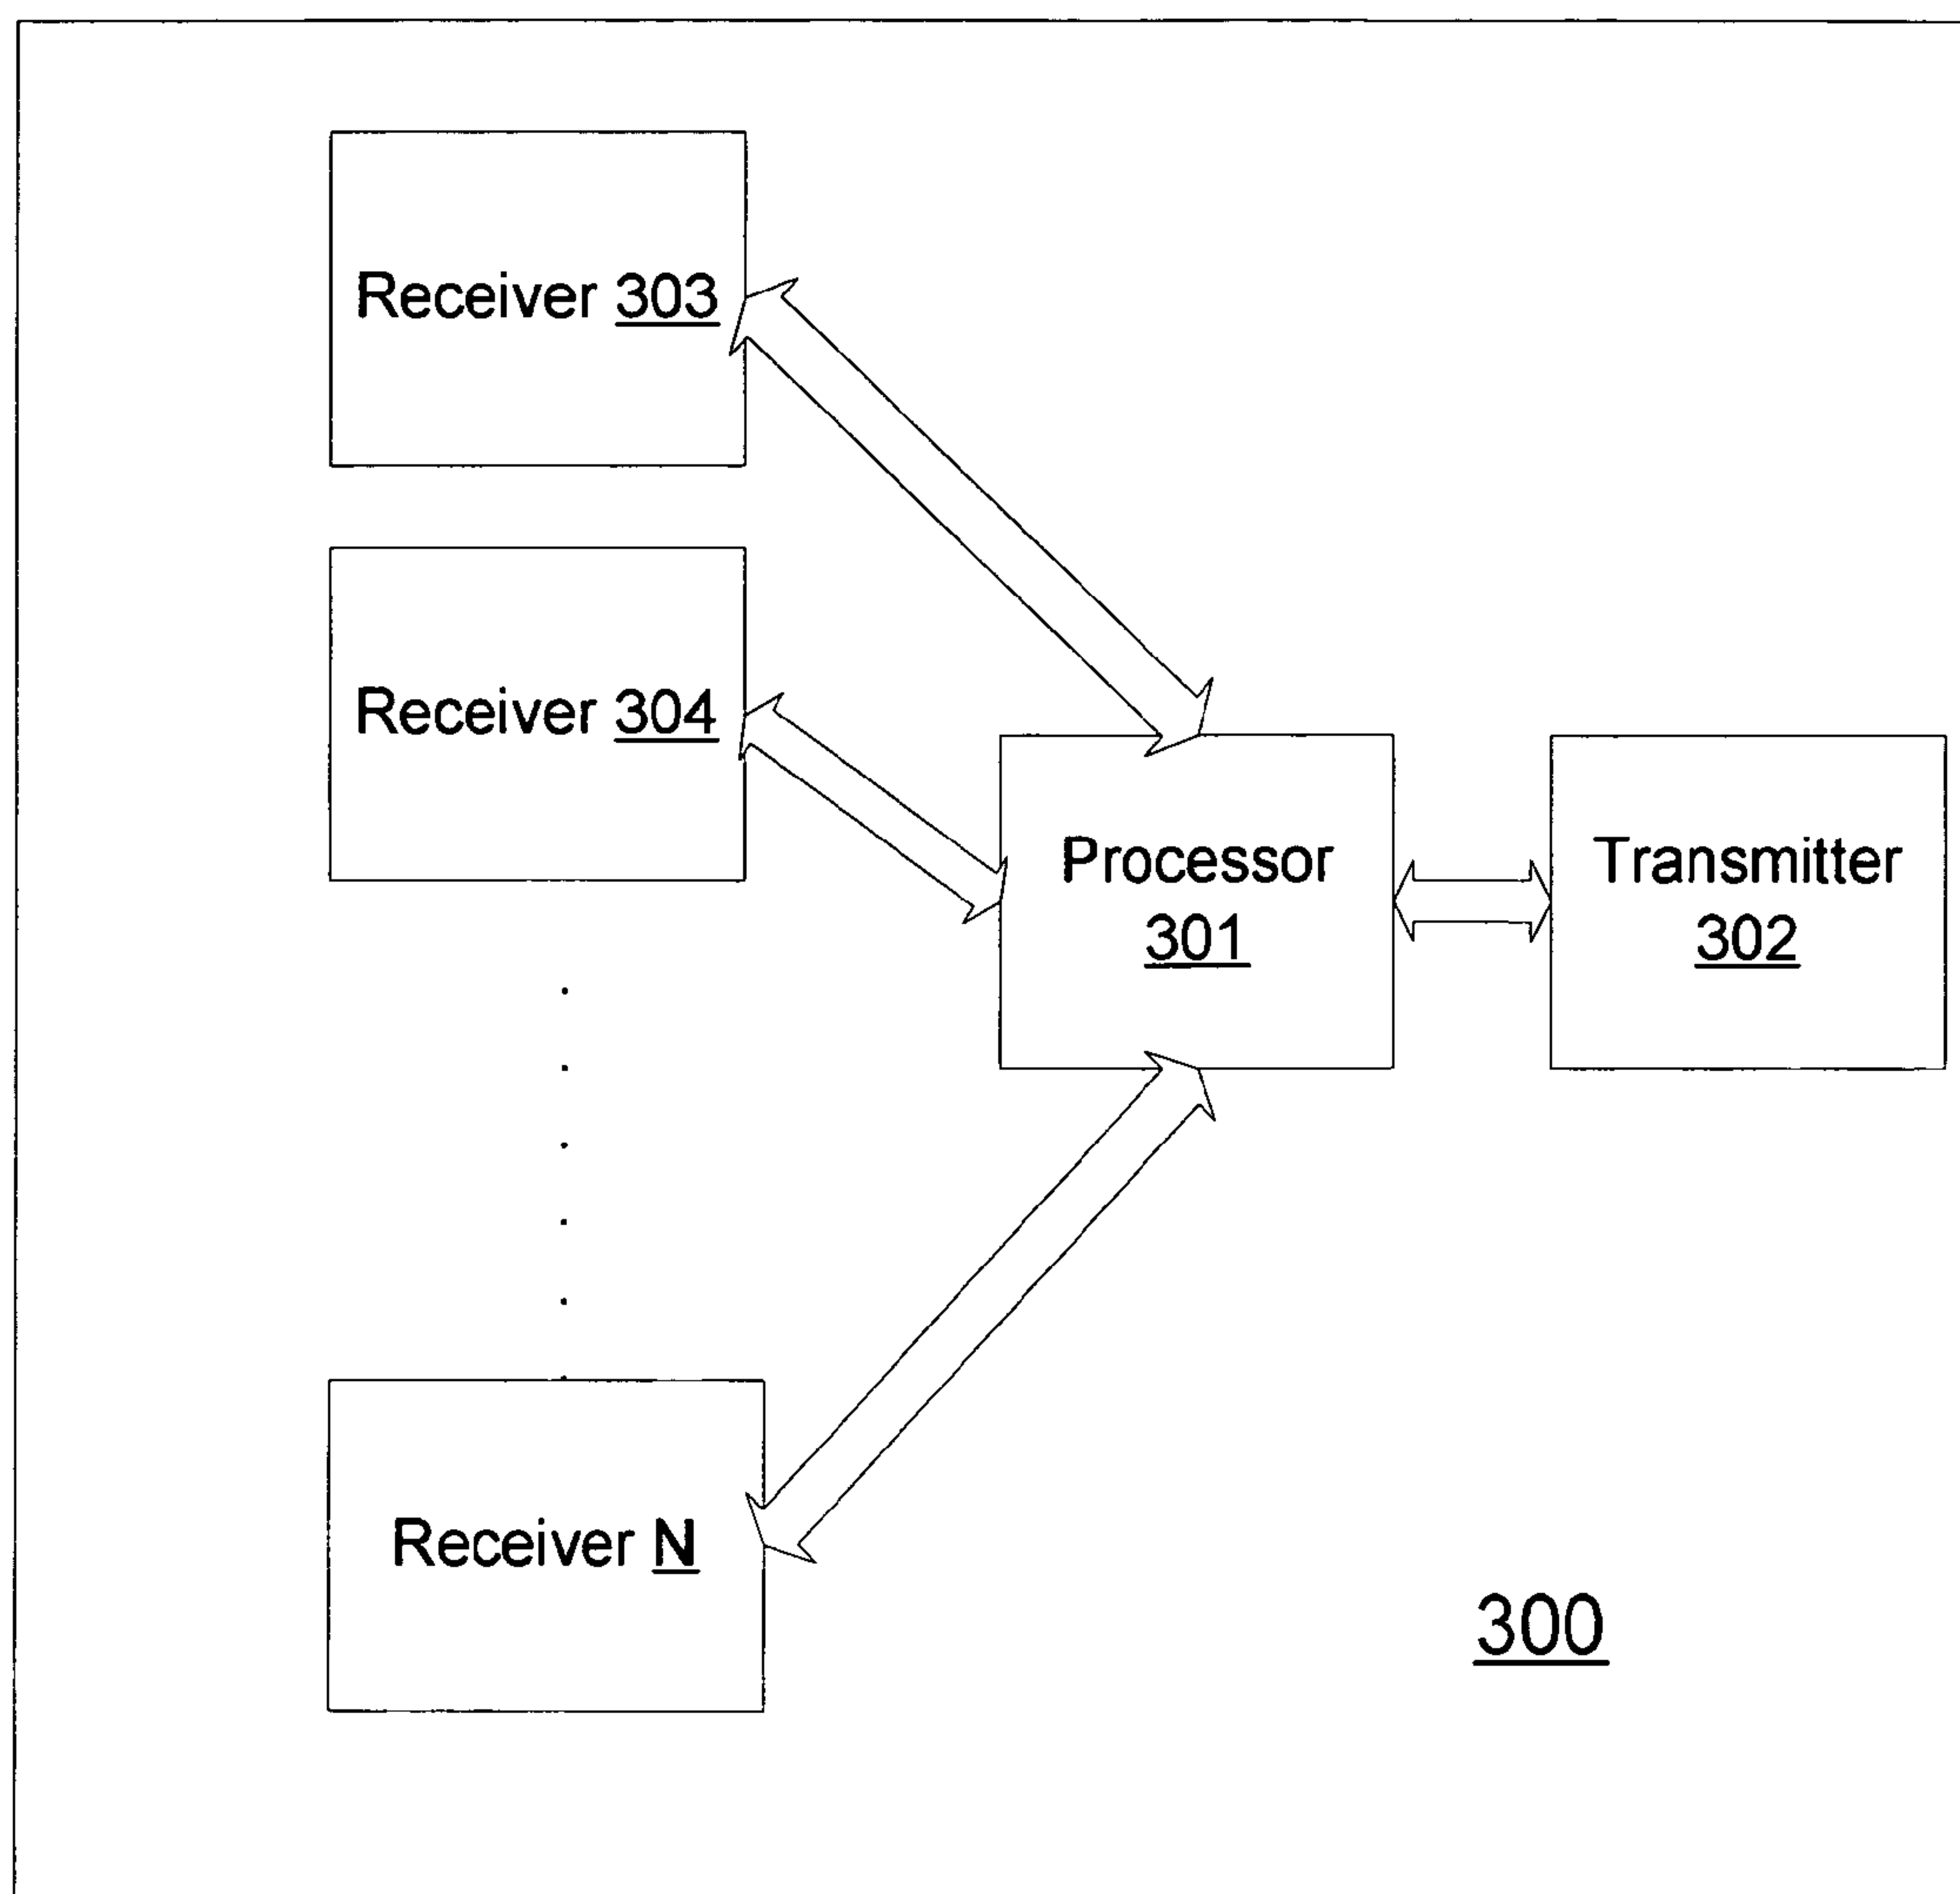 Receiver 303
Receiver 304
Processor
301
Transmitter
302
Receiver N
300